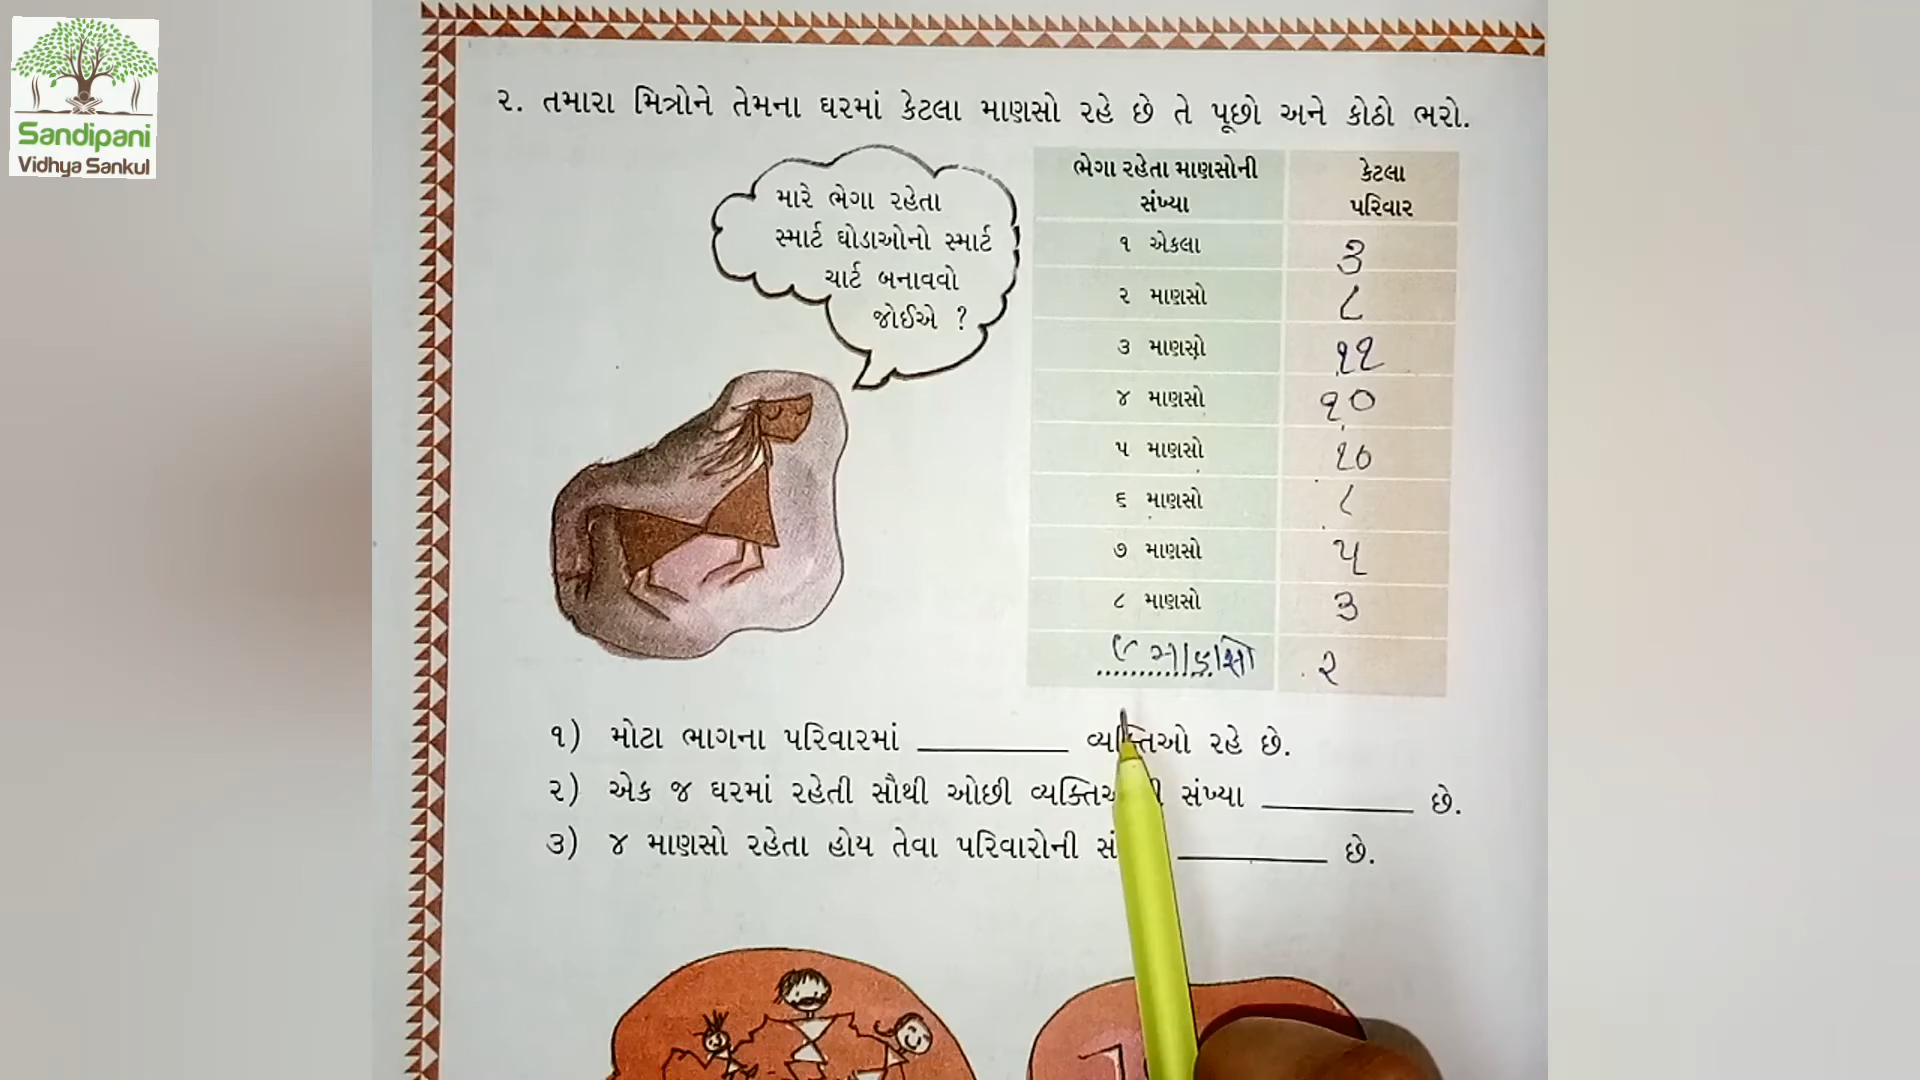 Sandipani
Vidhya Sankul
૨. તમારા મિત્રોને તેમના ઘરમાં કેટલા માણસો રહે છે તે પૂછો અને કોઠો ભરો.
મારે ભેગા રહેતા
સ્માર્ટ ઘોડાઓનો સ્માર્ટ
ચાર્ટ બનાવવો
જોઈએ ?
ભેગા રહેતા માણસોની સંખ્યા કેટલા પરિવાર
૧ એકલા ૩
૨ માણસો ૮
૩ માણસો ૧૧
૪ માણસો ૧૦
૫ માણસો ૧૦
૬ માણસો ૮
૭ માણસો ૫
૮ માણસો ૩
૯ માણસો ૨
૧) મોટા ભાગના પરિવારમાં __________ વ્યક્તિઓ રહે છે.
૨) એક જ ઘરમાં રહેતી સૌથી ઓછી સંખ્યા __________ છે.
૩) ૪ માણસો રહેતા હોય તેવા પરિવારોની __________ છે.